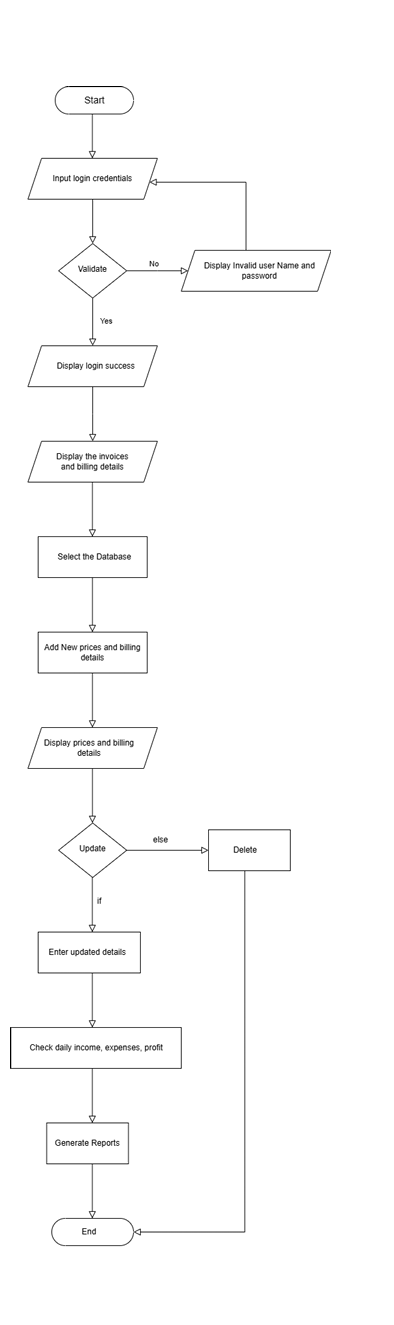 Start
Input login credentials
Validate
No
Display Invalid user Name and
password
Yes
Display login success
Display the invoices
and billing details
Select the Database
Add New prices and billing
details
Display prices and billing
details
Update
else
Delete
if
Enter updated details
Check daily income, expenses, profit
Generate Reports
End